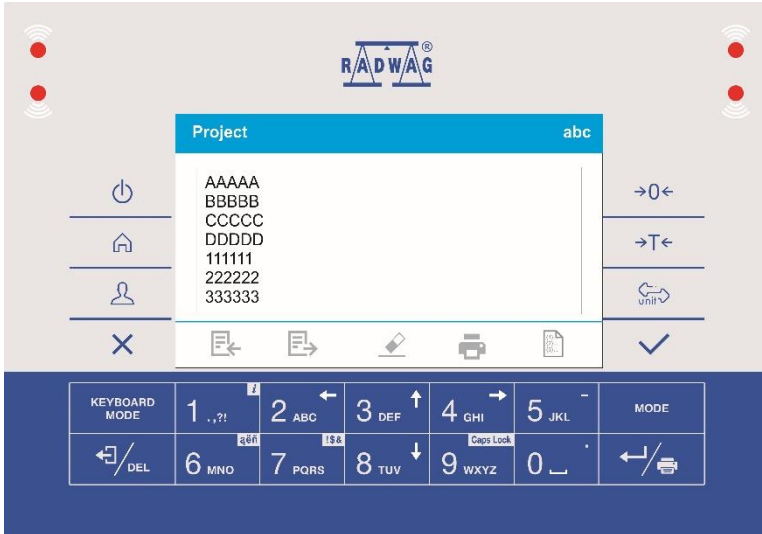 RADWAG®
Project abc
AAAAA
BBBBB
CCCCC
DDDDD
111111
222222
333333
→0←
→T←
unit
KEYBOARD MODE
1 .,?! i
2 ABC
3 DEF
4 GHI
5 JKL -
MODE
DEL
6 MNO ąëñ
7 PQRS !$&
8 TUV
9 WXYZ Caps Lock
0 .